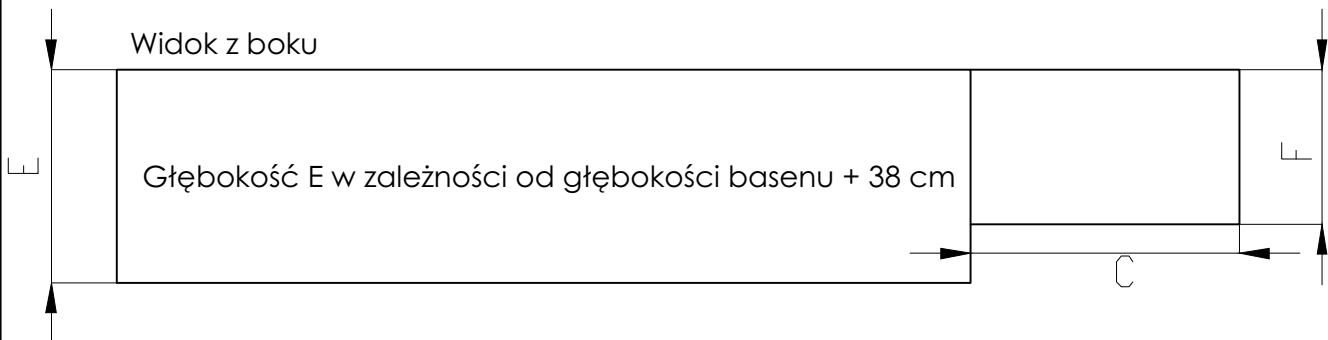 Widok z boku
E
Głębokość E w zależności od głębokości basenu + 38 cm
F
C